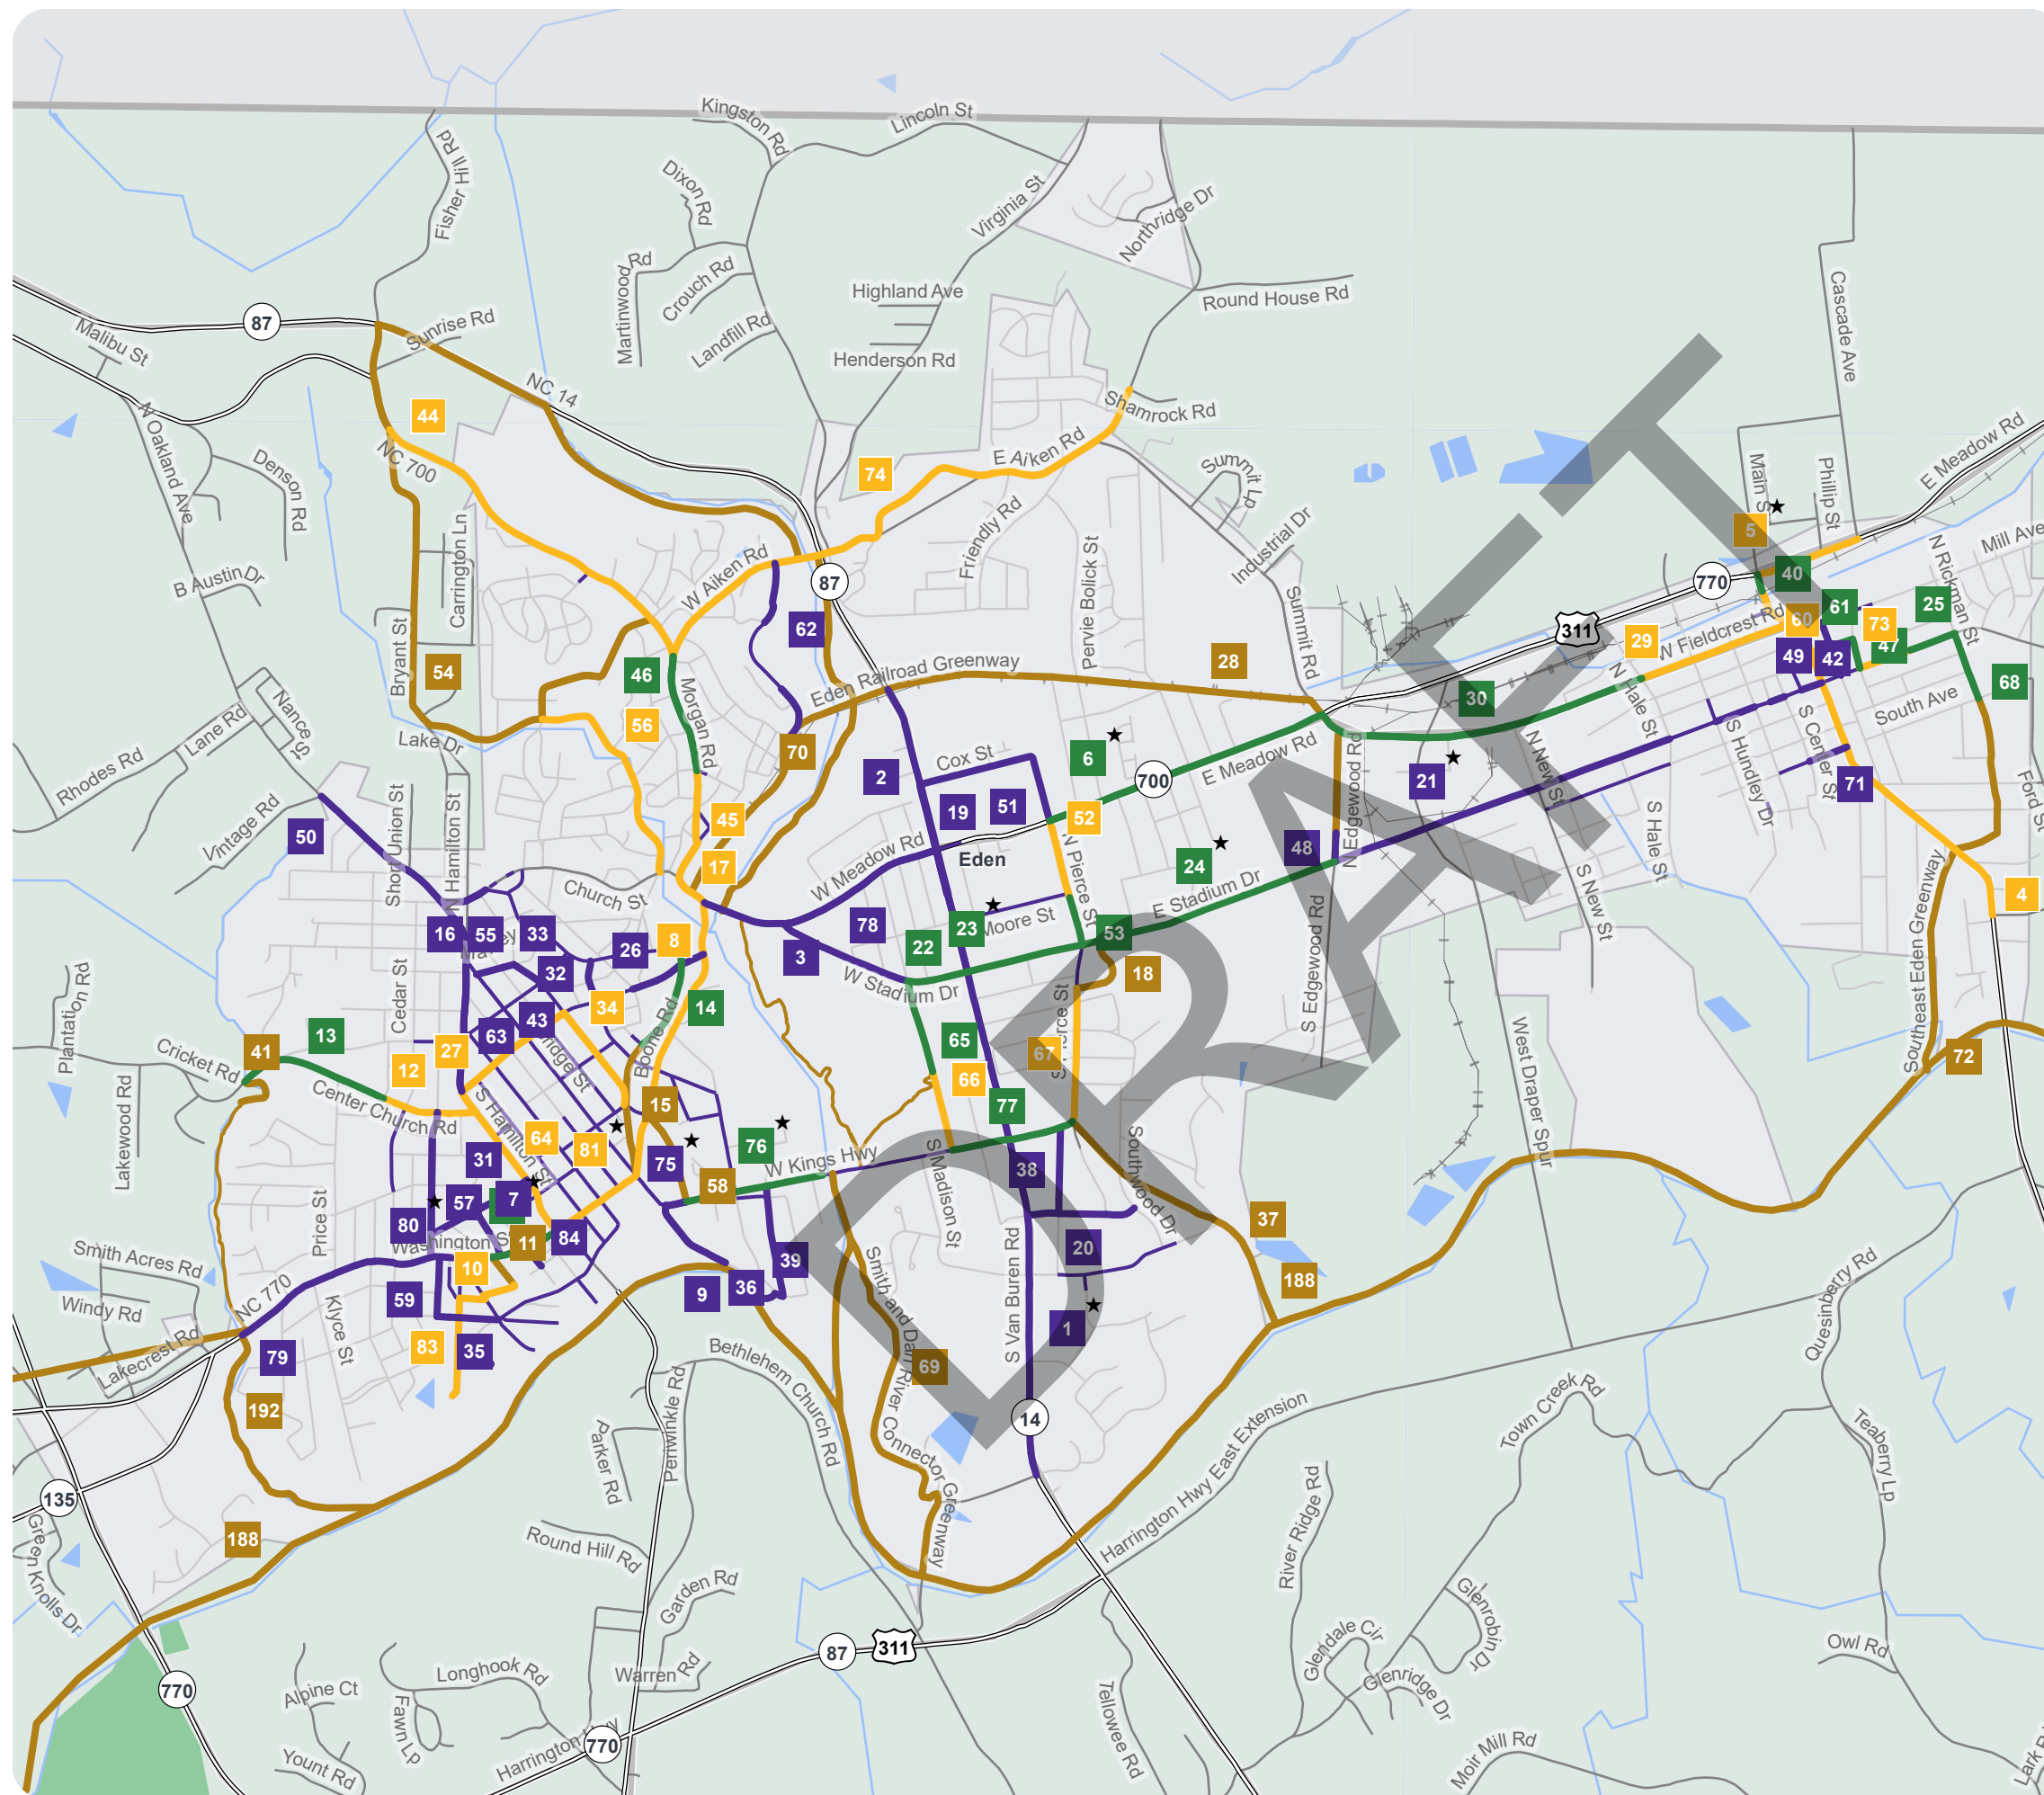 Kingston Rd
Lincoln St
Fisher Hill Rd
Dixon Rd
Virginia St
Northridge Dr
Martinwood Rd
Crouch Rd
Landfill Rd
Highland Ave
Henderson Rd
Round House Rd
Cascade Ave
87
Malibu St
Sunrise Rd
NC 14
44
NC 700
N Oakland Ave
Denson Rd
74
E Aiken Rd
Shamrock Rd
Summit Lp
Friendly Rd
Industrial Dr
Pervie Bolick St
Main St
Phillip St
E Meadow Rd
5
40
N Rickman St
Mill Ave
B Austin Dr
Carrington Ln
W Aiken Rd
87
62
770
311
Summit Rd
29
W Fieldcrest Rd
60
61
73
25
47
49
42
68
Bryant St
54
46
56
Morgan Rd
Eden Railroad Greenway
28
30
N Hale St
South Ave
Nance St
Lane Rd
Rhodes Rd
Lake Dr
70
6
700
E Meadow Rd
N Edgewood Rd
21
N New St
S Hundley Dr
S Center St
71
Ford St
2
Cox St
19
51
52
Vintage Rd
50
Short Union St
N Hamilton St
45
17
Eden
W Meadow Rd
N Pierce St
24
48
S Hale St
Church St
E Stadium Dr
S New St
Southeast Eden Greenway
4
16
55
33
26
8
78
3
23
22
Moore St
53
18
W Stadium Dr
32
34
14
Cedar St
43
63
Boone Rd
Plantation Rd
13
41
Cricket Rd
12
27
Bridge St
65
66
67
S Pierce St
S Edgewood Rd
West Draper Spur
72
Center Church Rd
Lakewood Rd
S Hamilton St
15
77
64
81
31
75
76
W Kings Hwy
58
S Madison St
38
Southwood Dr
37
57
7
80
Price St
Washington St
11
84
10
39
36
9
20
188
Smith Acres Rd
Windy Rd
NC 770
Lakecrest Rd
59
83
35
79
Klyce St
192
Smith and Dan River Connector Greenway
69
S Van Buren Rd
1
14
Bethlehem Church Rd
Periwinkle Rd
Parker Rd
Quesinberry Rd
Town Creek Rd
Teaberry Lp
Harrington Hwy East Extension
River Ridge Rd
135
Green Knolls Dr
188
Round Hill Rd
Garden Rd
Glenrobin Dr
Glendale Cir
Glenridge Dr
Owl Rd
87
311
770
Alpine Ct
Longhook Rd
Fawn Lp
Warren Rd
Yount Rd
Harrington Hwy
770
Tellowee Rd
Moir Mill Rd
DRAFT